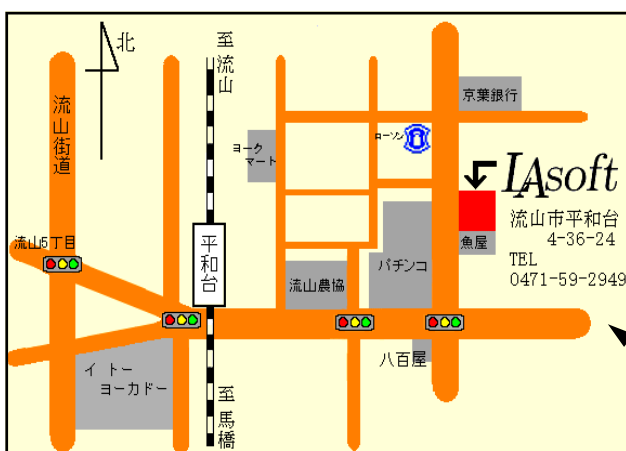 北
至流山
流山街道
京葉銀行
ヨーク
マート
ローソン
LAsoft
流山市平和台
4-36-24
TEL
0471-59-2949
魚屋
流山5丁目
平和台
パチンコ
流山農協
八百屋
イトー
ヨーカドー
至馬橋